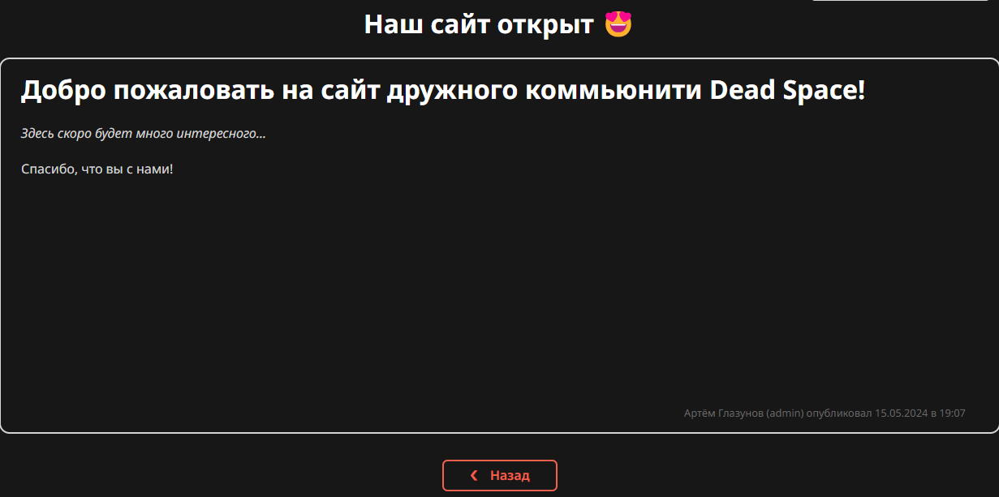 Наш сайт открыт 😍
Добро пожаловать на сайт дружного коммьюнити Dead Space!
Здесь скоро будет много интересного...
Спасибо, что вы с нами!
Артём Глазунов (admin) опубликовал 15.05.2024 в 19:07
Назад